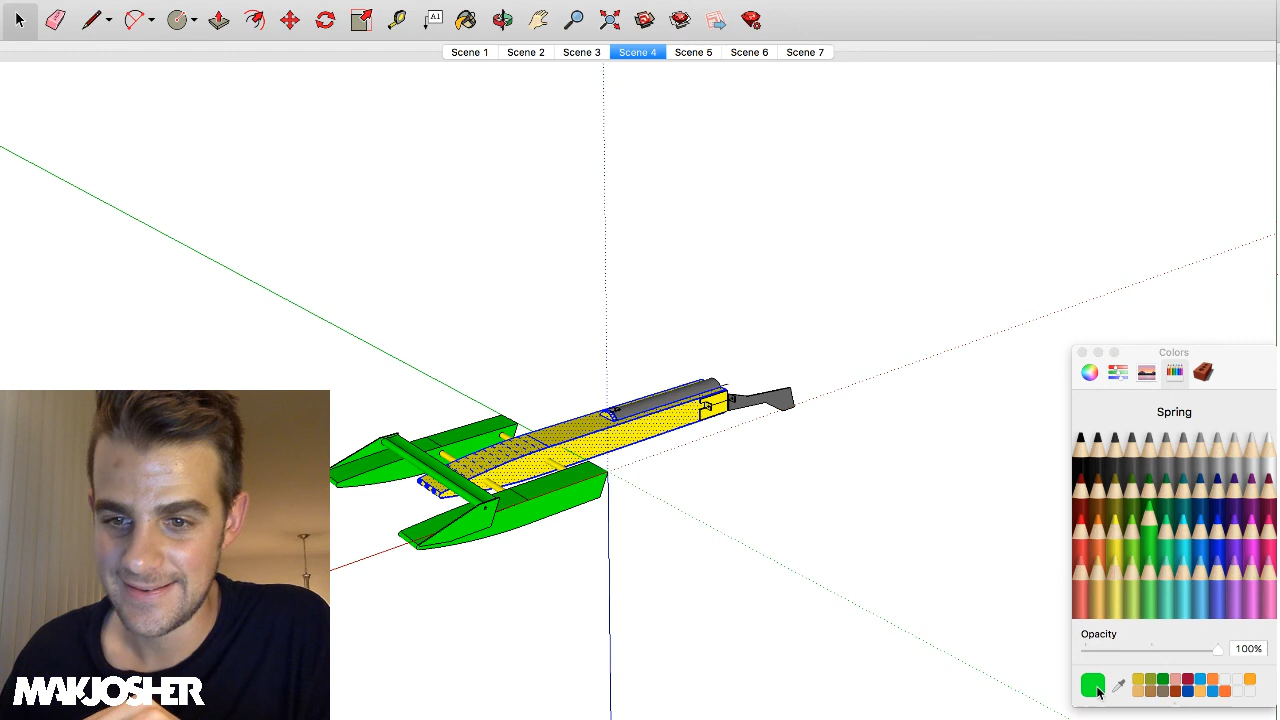 A1
Scene 1
Scene 2
Scene 3
Scene 4
Scene 5
Scene 6
Scene 7
Colors
Spring
Opacity
100%
MAKJOSHER